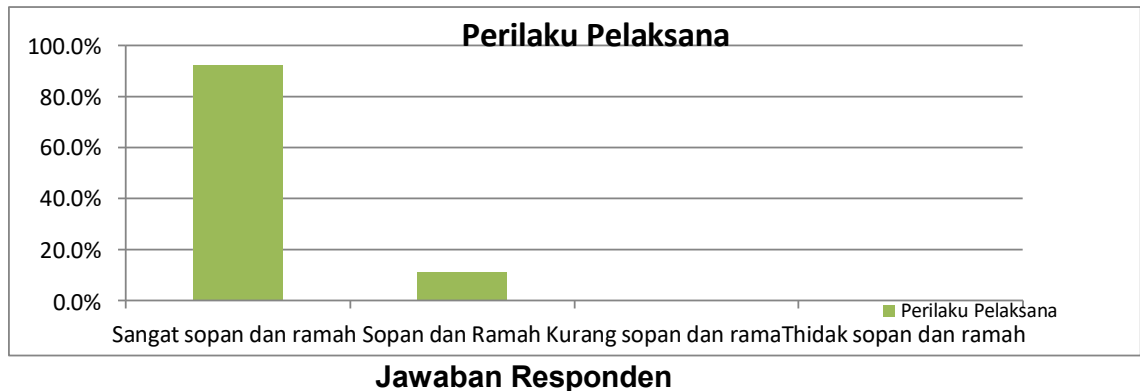 Perilaku Pelaksana
100.0%
80.0%
60.0%
40.0%
20.0%
0.0%
Perilaku Pelaksana
Sangat sopan dan ramah Sopan dan Ramah Kurang sopan dan ramaThidak sopan dan ramah
Jawaban Responden